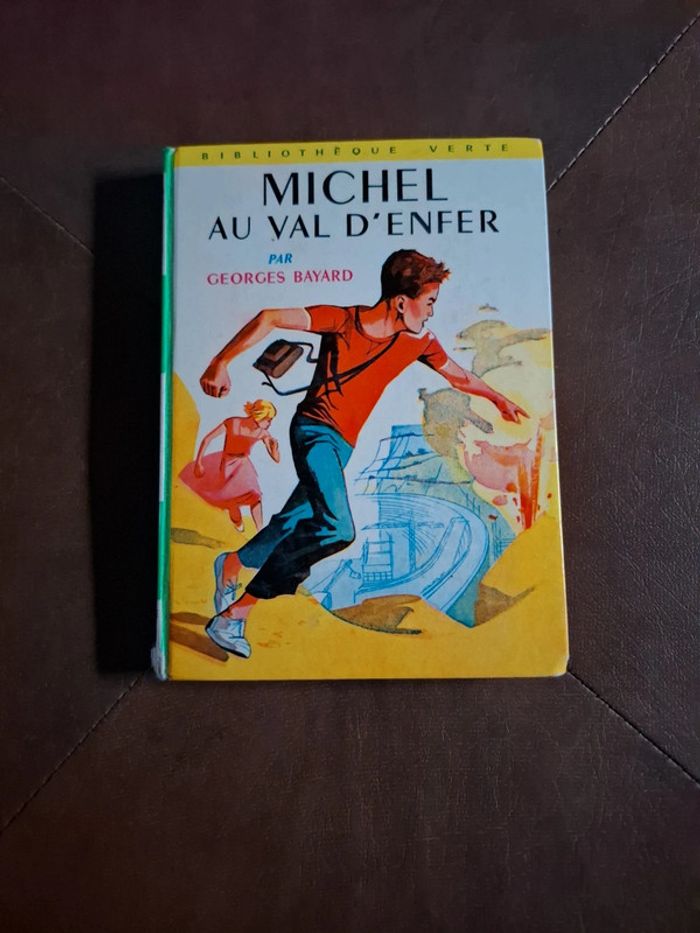 BIBLIOTHÈQUE VERTE
MICHEL
AU VAL D'ENFER
PAR
GEORGES BAYARD